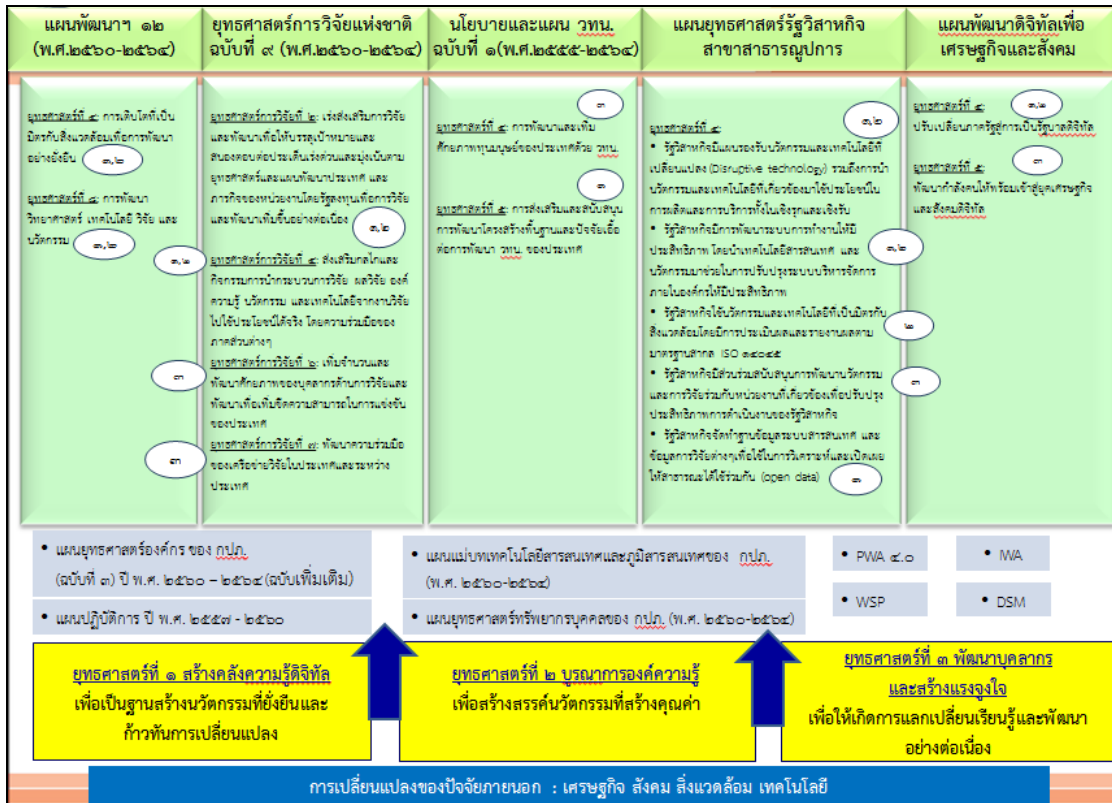 แผนพัฒนาฯ ๑๒
(พ.ศ.๒๕๖๐-๒๕๖๔)
ยุทธศาสตร์การวิจัยแห่งชาติ
ฉบับที่ ๙ (พ.ศ.๒๕๖๐-๒๕๖๔)
นโยบายและแผน วทน.
ฉบับที่ ๑(พ.ศ.๒๕๕๕-๒๕๖๔)
แผนยุทธศาสตร์รัฐวิสาหกิจ
สาขาสาธารณูปการ
แผนพัฒนาดิจิทัลเพื่อ
เศรษฐกิจและสังคม
ยุทธศาสตร์ที่ ๔: การเติบโตที่เป็น
มิตรกับสิ่งแวดล้อมเพื่อการพัฒนา
อย่างยั่งยืน
๑,๒
ยุทธศาสตร์ที่ ๘: การพัฒนา
วิทยาศาสตร์ เทคโนโลยี วิจัย และ
นวัตกรรม
๑,๒
ยุทธศาสตร์การวิจัยที่ ๒: เร่งส่งเสริมการวิจัย
และพัฒนาเพื่อให้บรรลุเป้าหมายและ
สนองตอบต่อประเด็นเร่งด่วนและมุ่งเน้นตาม
ยุทธศาสตร์และแผนพัฒนาประเทศ และ
ภารกิจของหน่วยงานโดยรัฐลงทุนเพื่อการวิจัย
และพัฒนาเพิ่มขึ้นอย่างต่อเนื่อง
๑,๒
๑,๒
ยุทธศาสตร์การวิจัยที่ ๔: ส่งเสริมกลไกและ
กิจกรรมการนำกระบวนการวิจัย ผลวิจัย องค์
ความรู้ นวัตกรรม และเทคโนโลยีจากงานวิจัย
ไปใช้ประโยชน์ได้จริง โดยความร่วมมือของ
ภาคส่วนต่างๆ
๓
ยุทธศาสตร์การวิจัยที่ ๖: เพิ่มจำนวนและ
พัฒนาศักยภาพของบุคลากรด้านการวิจัยและ
พัฒนาเพื่อเพิ่มขีดความสามารถในการแข่งขัน
ของประเทศ
๓
ยุทธศาสตร์การวิจัยที่ ๗: พัฒนาความร่วมมือ
ของเครือข่ายวิจัยในประเทศและระหว่าง
ประเทศ
๓
ยุทธศาสตร์ที่ ๔: การพัฒนาและเพิ่ม
ศักยภาพทุนมนุษย์ของประเทศด้วย วทน.
๑
ยุทธศาสตร์ที่ ๕: การส่งเสริมและสนับสนุน
การพัฒนาโครงสร้างพื้นฐานและปัจจัยเอื้อ
ต่อการพัฒนา วทน. ของประเทศ
๑,๒
ยุทธศาสตร์ที่ ๔:
• รัฐวิสาหกิจมีแผนรองรับนวัตกรรมและเทคโนโลยีที่
เปลี่ยนแปลง (Disruptive technology) รวมถึงการนำ
นวัตกรรมและเทคโนโลยีที่เกี่ยวข้องมาใช้ประโยชน์ใน
การผลิตและการบริการทั้งในเชิงรุกและเชิงรับ
• รัฐวิสาหกิจมีการพัฒนาระบบการทำงานให้มี
ประสิทธิภาพ โดยนำเทคโนโลยีสารสนเทศ และ
นวัตกรรมมาช่วยในการปรับปรุงระบบบริหารจัดการ
ภายในองค์กรให้มีประสิทธิภาพ
๑,๒
• รัฐวิสาหกิจใช้นวัตกรรมและเทคโนโลยีที่เป็นมิตรกับ
สิ่งแวดล้อมโดยมีการประเมินผลและรายงานผลตาม
มาตรฐานสากล ISO ๑๔๐๔๕
๒
• รัฐวิสาหกิจมีส่วนร่วมสนับสนุนการพัฒนานวัตกรรม
และการวิจัยร่วมกับหน่วยงานที่เกี่ยวข้องเพื่อปรับปรุง
ประสิทธิภาพการดำเนินงานของรัฐวิสาหกิจ
๓
• รัฐวิสาหกิจจัดทำฐานข้อมูลระบบสารสนเทศ และ
ข้อมูลการวิจัยต่างๆเพื่อใช้ในการวิเคราะห์และเปิดเผย
ให้สาธารณะได้ใช้ร่วมกัน (open data)
๑
ยุทธศาสตร์ที่ ๔:
๑,๒
ปรับเปลี่ยนภาครัฐสู่การเป็นรัฐบาลดิจิทัล
ยุทธศาสตร์ที่ ๕:
๓
พัฒนากำลังคนให้พร้อมเข้าสู่ยุคเศรษฐกิจ
และสังคมดิจิทัล
• แผนยุทธศาสตร์องค์กร ของ กปภ.
(ฉบับที่ ๓) ปี พ.ศ. ๒๕๖๐ – ๒๕๖๔ (ฉบับเพิ่มเติม)
• แผนปฏิบัติการ ปี พ.ศ. ๒๕๕๗ - ๒๕๖๐
• แผนแม่บทเทคโนโลยีสารสนเทศและภูมิสารสนเทศของ กปภ.
(พ.ศ. ๒๕๖๐-๒๕๖๔)
• แผนยุทธศาสตร์ทรัพยากรบุคคลของ กปภ. (พ.ศ. ๒๕๖๐-๒๕๖๔)
• PWA ๔.๐
• IWA
• WSP
• DSM
ยุทธศาสตร์ที่ ๑ สร้างคลังความรู้ดิจิทัล
เพื่อเป็นฐานสร้างนวัตกรรมที่ยั่งยืนและ
ก้าวทันการเปลี่ยนแปลง
ยุทธศาสตร์ที่ ๒ บูรณาการองค์ความรู้
เพื่อสร้างสรรค์นวัตกรรมที่สร้างคุณค่า
ยุทธศาสตร์ที่ ๓ พัฒนาบุคลากร
และสร้างแรงจูงใจ
เพื่อให้เกิดการแลกเปลี่ยนเรียนรู้และพัฒนา
อย่างต่อเนื่อง
การเปลี่ยนแปลงของปัจจัยภายนอก : เศรษฐกิจ สังคม สิ่งแวดล้อม เทคโนโลยี